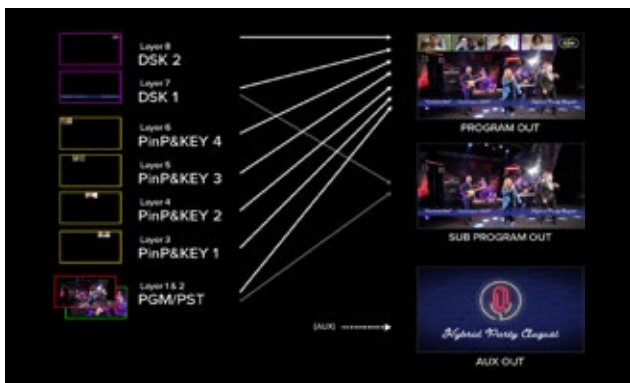 Layer 8
DSK 2
Layer 7
DSK 1
Layer 6
PinP&KEY 4
Layer 5
PinP&KEY 3
Layer 4
PinP&KEY 2
Layer 3
PinP&KEY 1
Layer 1 & 2
PGM/PST
(AUX)
PROGRAM OUT
SUB PROGRAM OUT
Hybrid Party August
AUX OUT